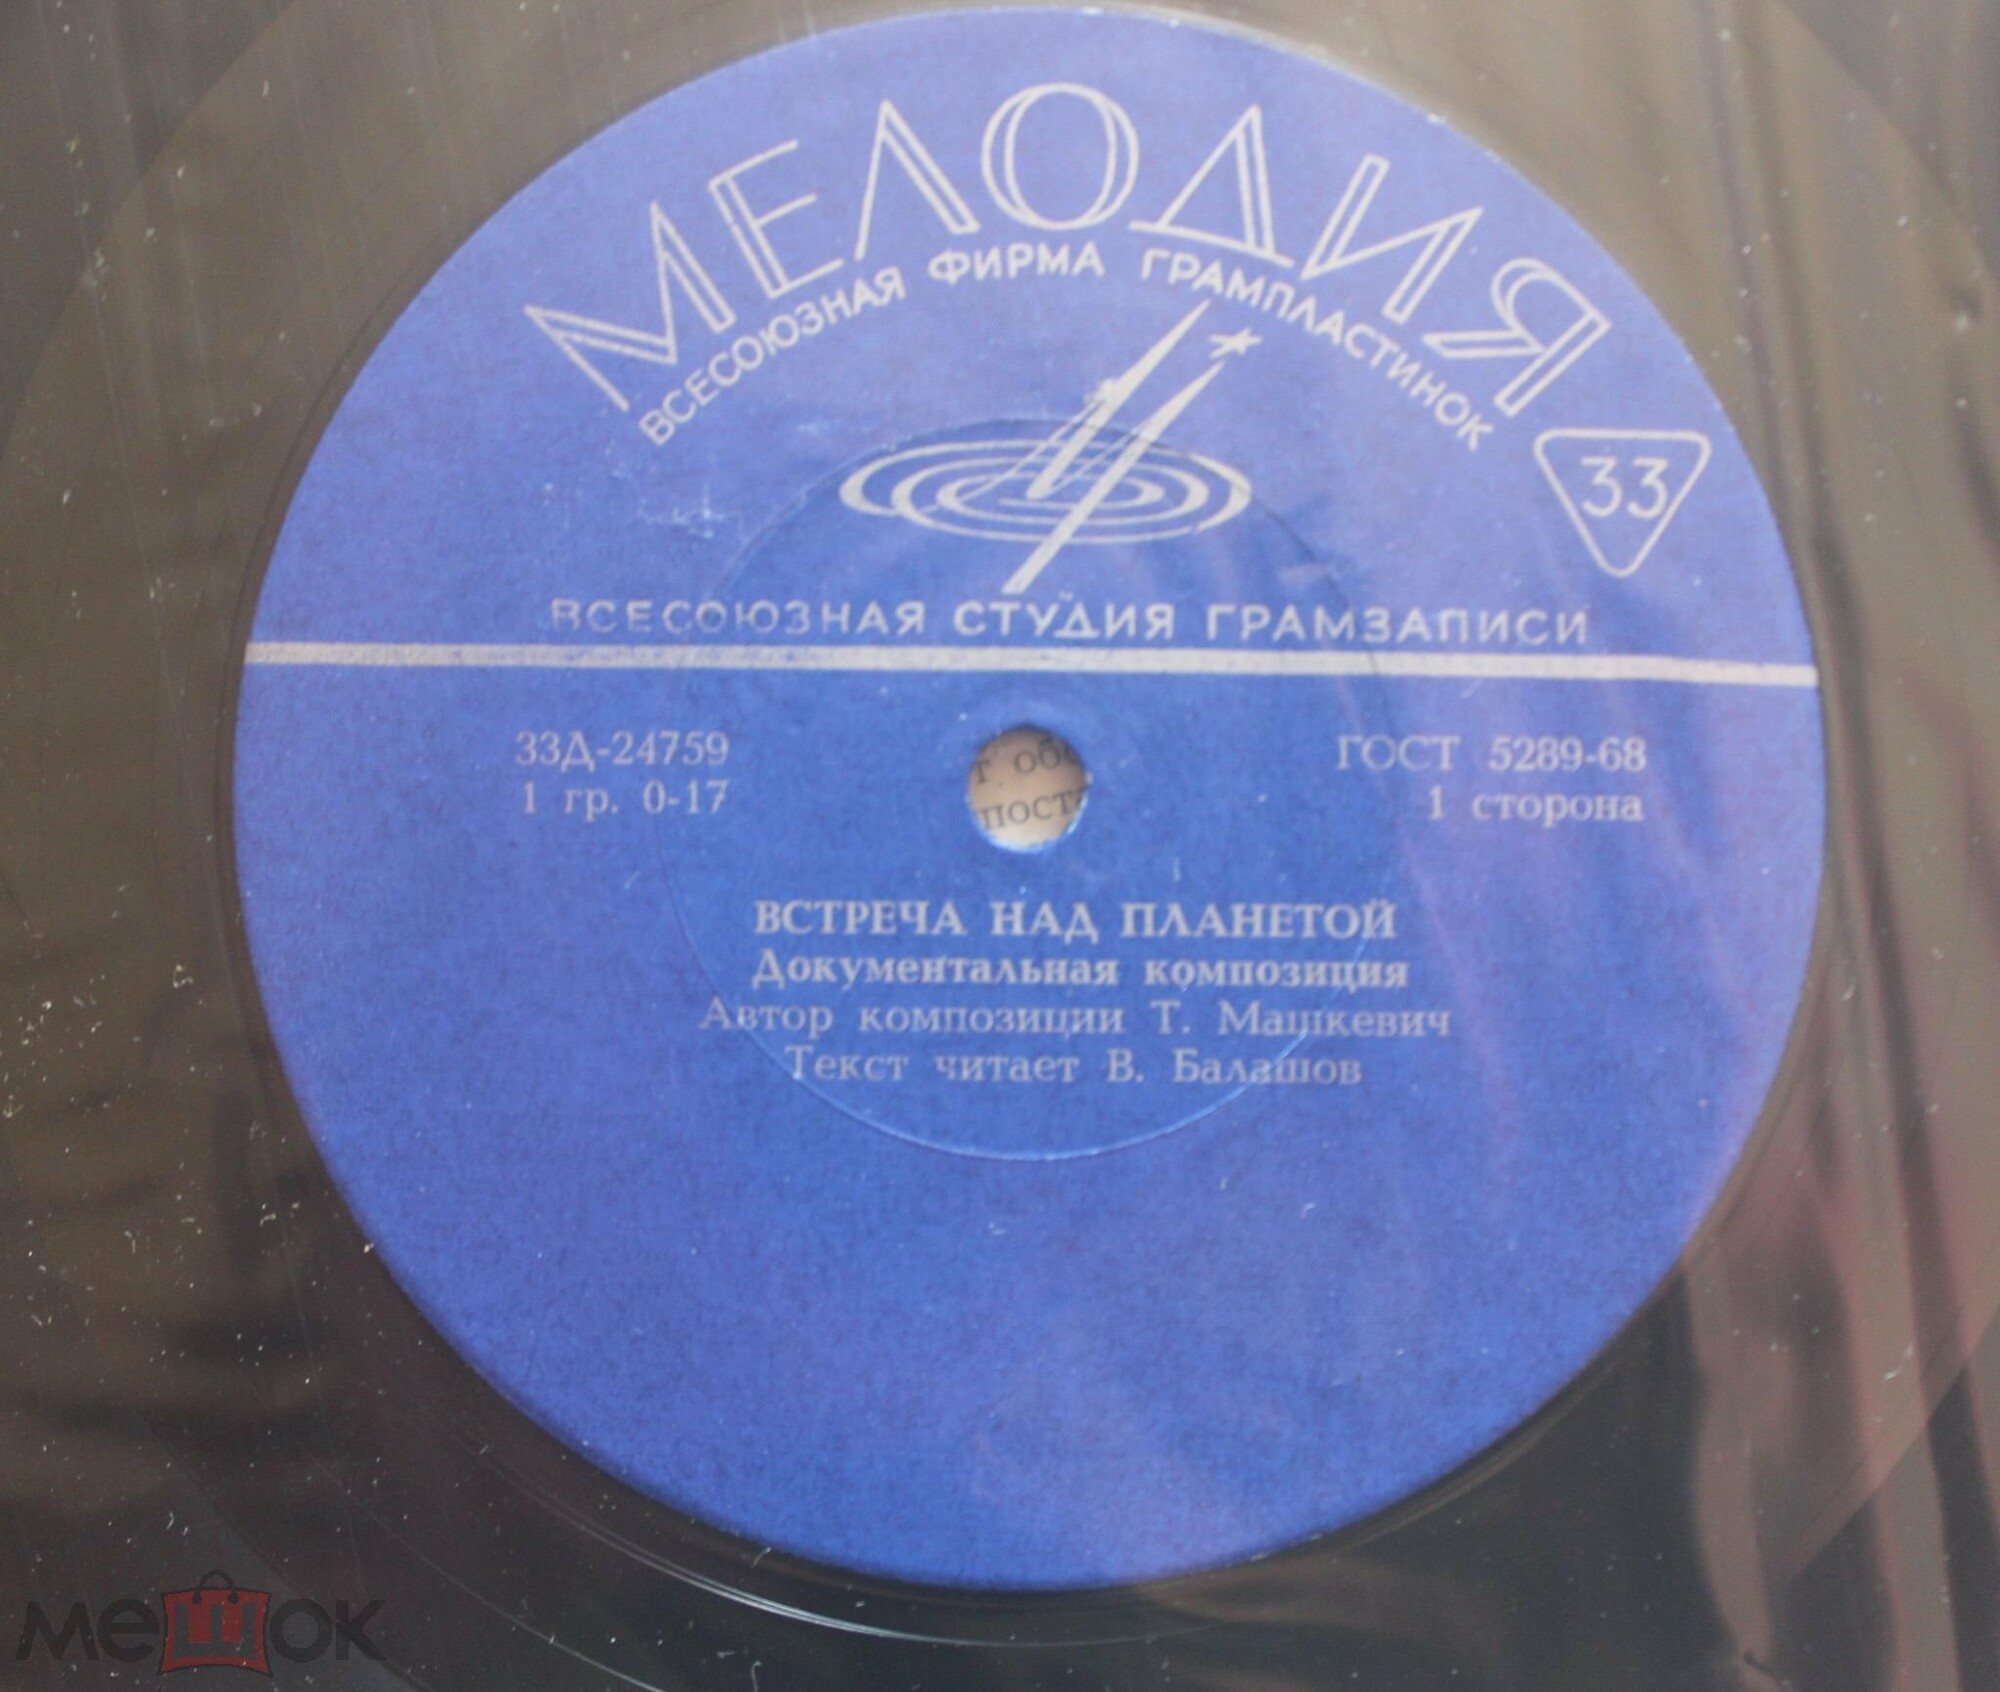 МЕЛОДИЯ
ВСЕСОЮЗНАЯ ФИРМА ГРАМПЛАСТИНОК
33
ВСЕСОЮЗНАЯ СТУДИЯ ГРАМЗАПИСИ
33Д-24759
1 гр. 0-17
ГОСТ 5289-68
1 сторона
ВСТРЕЧА НАД ПЛАНЕТОЙ
Документальная композиция
Автор композиции Т. Машкевич
Текст читает В. Балашов
мешок